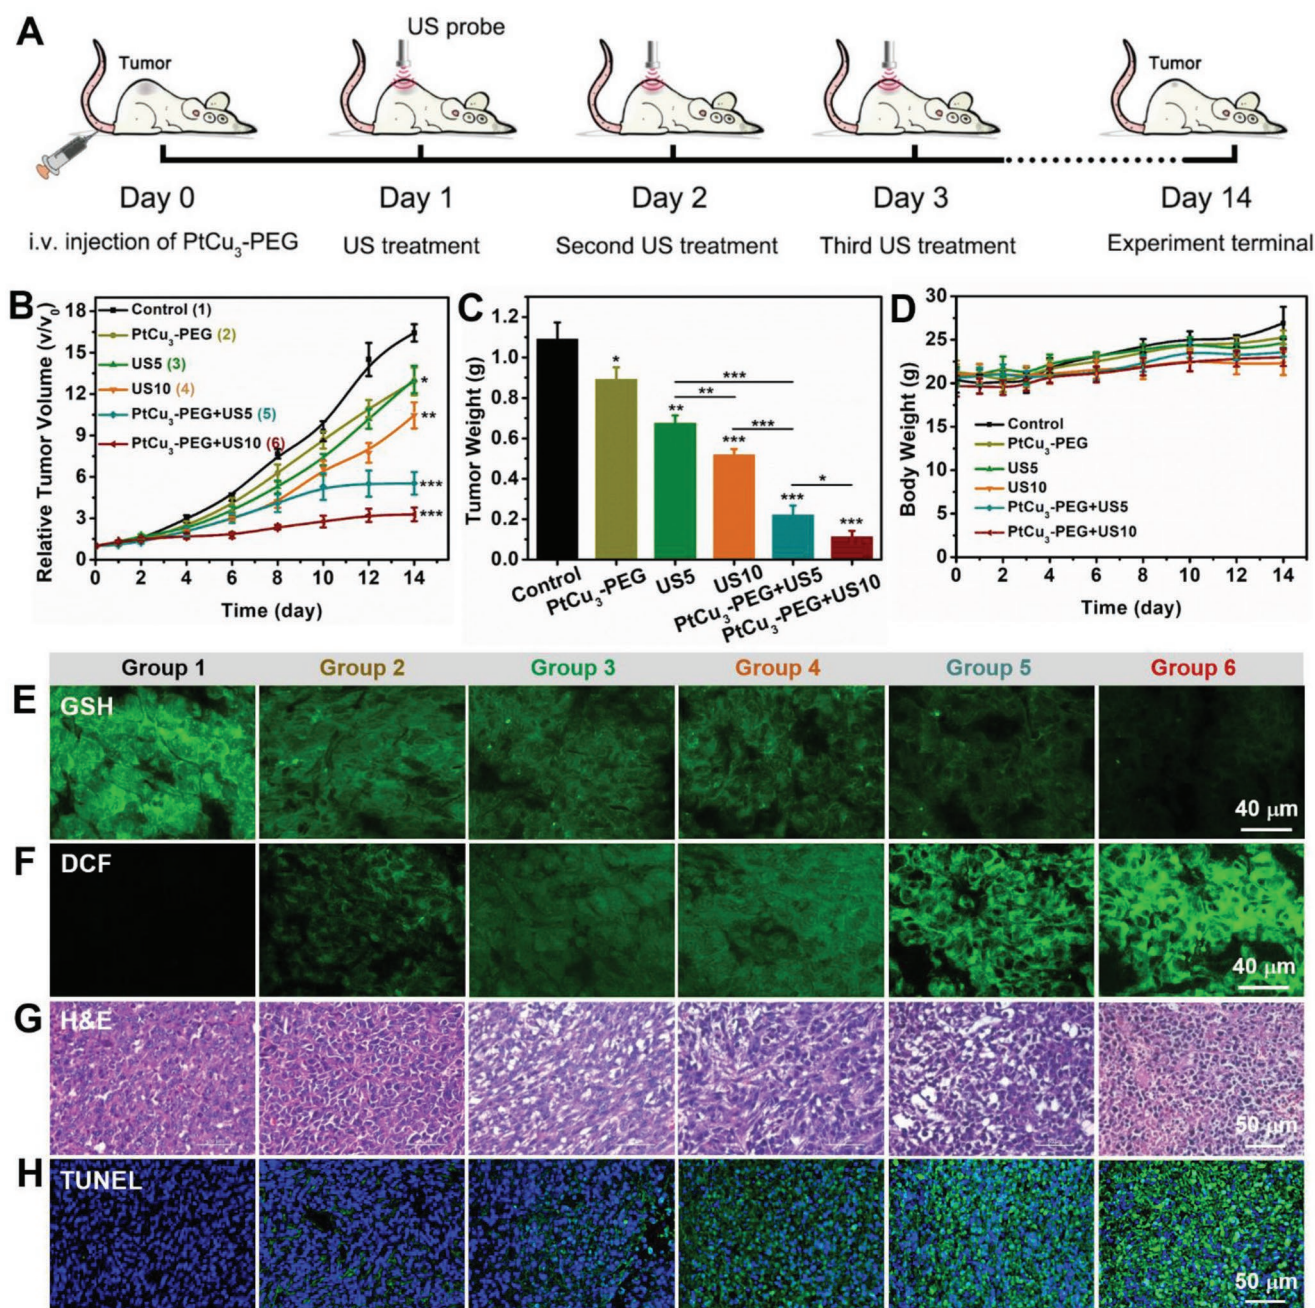 A
US probe
Tumor
Tumor
Day 0
Day 1
Day 2
Day 3
Day 14
i.v. injection of PtCu₃-PEG
US treatment
Second US treatment
Third US treatment
Experiment terminal
B
Relative Tumor Volume (v/v₀)
18
15
12
9
6
3
0
Control (1)
PtCu₃-PEG (2)
US5 (3)
US10 (4)
PtCu₃-PEG+US5 (5)
PtCu₃-PEG+US10 (6)
*
**
***
***
0 2 4 6 8 10 12 14
Time (day)
C
Tumor Weight (g)
1.2
1.0
0.8
0.6
0.4
0.2
0.0
***
**
***
*
*
**
***
***
***
Control
PtCu₃-PEG
US5
US10
PtCu₃-PEG+US5
PtCu₃-PEG+US10
D
Body Weight (g)
30
25
20
15
10
5
0
Control
PtCu₃-PEG
US5
US10
PtCu₃-PEG+US5
PtCu₃-PEG+US10
0 2 4 6 8 10 12 14
Time (day)
Group 1 Group 2 Group 3 Group 4 Group 5 Group 6
E
GSH
40 μm
F
DCF
40 μm
G
H&E
50 μm
H
TUNEL
50 μm